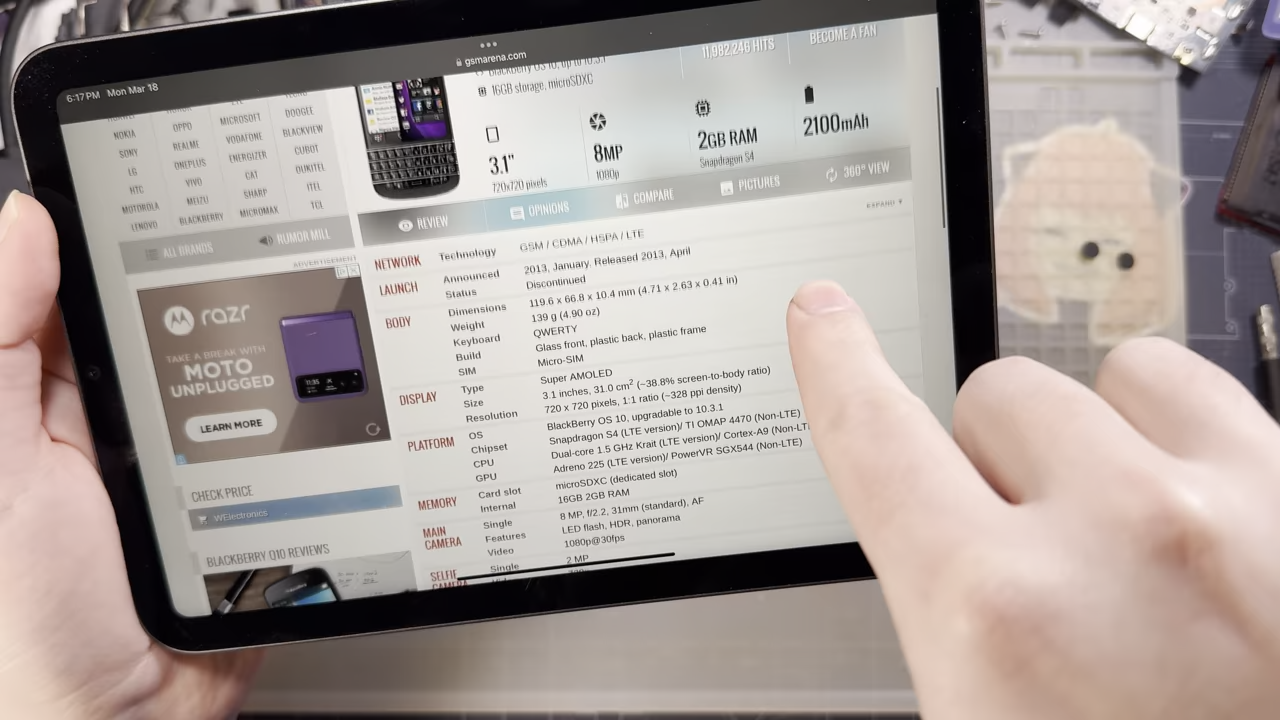 6:17 PM Mon Mar 18
gsmarena.com
NOKIA OPPO MICROSOFT DOOGEE
SONY REALME VODAFONE BLACKVIEW
LG ONEPLUS ENERGIZER CUBOT
HTC VIVO CAT OUKITEL
MOTOROLA MEIZU SHARP ITEL
LENOVO BLACKBERRY MICROMAX TCL
ALL BRANDS RUMOR MILL
BlackBerry OS 10, up to 10.3.1
16GB storage, microSDXC
11,982,246 HITS
BECOME A FAN
3.1"
720x720 pixels
8MP
1080p
2GB RAM
Snapdragon S4
2100mAh
REVIEW OPINIONS COMPARE PICTURES 360° VIEW
EXPAND
NETWORK Technology GSM / CDMA / HSPA / LTE
LAUNCH Announced 2013, January. Released 2013, April
Status Discontinued
BODY Dimensions 119.6 x 66.8 x 10.4 mm (4.71 x 2.63 x 0.41 in)
Weight 139 g (4.90 oz)
Keyboard QWERTY
Build Glass front, plastic back, plastic frame
SIM Micro-SIM
DISPLAY Type Super AMOLED
Size 3.1 inches, 31.0 cm² (~38.8% screen-to-body ratio)
Resolution 720 x 720 pixels, 1:1 ratio (~328 ppi density)
PLATFORM OS BlackBerry OS 10, upgradable to 10.3.1
Chipset Snapdragon S4 (LTE version)/ TI OMAP 4470 (Non-LTE)
CPU Dual-core 1.5 GHz Krait (LTE version)/ Cortex-A9 (Non-LT
GPU Adreno 225 (LTE version)/ PowerVR SGX544 (Non-LTE)
MEMORY Card slot microSDXC (dedicated slot)
Internal 16GB 2GB RAM
MAIN CAMERA Single 8 MP, f/2.2, 31mm (standard), AF
Features LED flash, HDR, panorama
Video 1080p@30fps
SELFIE Single 2 MP
ADVERTISEMENT
razr
TAKE A BREAK WITH
MOTO
UNPLUGGED
11:35
LEARN MORE
CHECK PRICE
WElectronics
BLACKBERRY Q10 REVIEWS